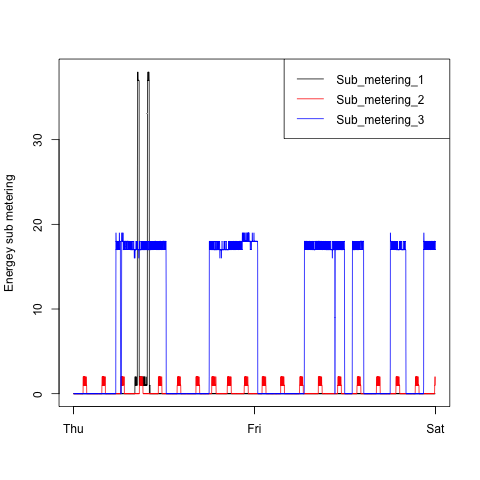 Sub_metering_1
Sub_metering_2
Sub_metering_3
Energey sub metering
30
20
10
0
Thu Fri Sat